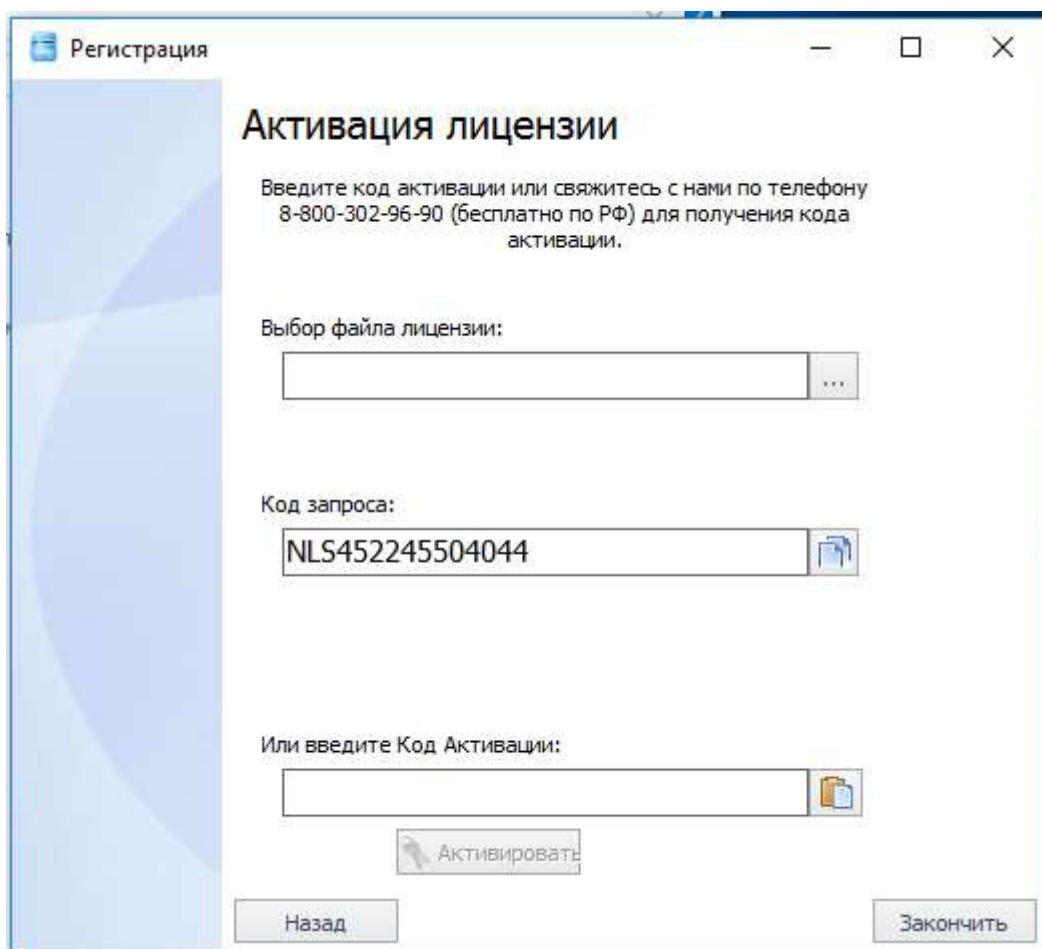 Регистрация
Активация лицензии
Введите код активации или свяжитесь с нами по телефону
8-800-302-96-90 (бесплатно по РФ) для получения кода
активации.
Выбор файла лицензии:
...
Код запроса:
NLS452245504044
Или введите Код Активации:
Активировать
Назад
Закончить